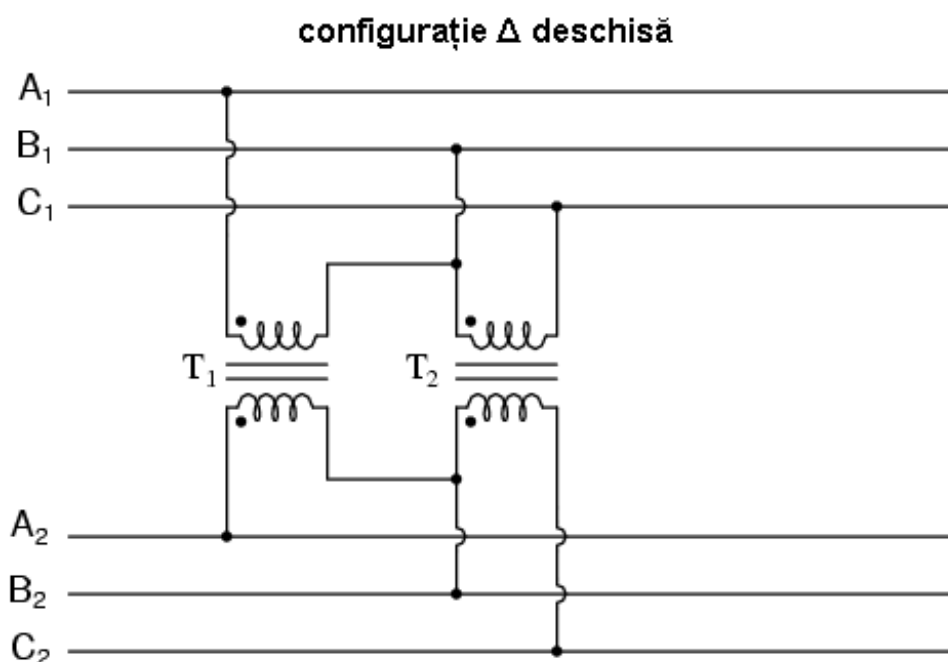 configurație Δ deschisă
A₁
B₁
C₁
T₁ T₂
A₂
B₂
C₂